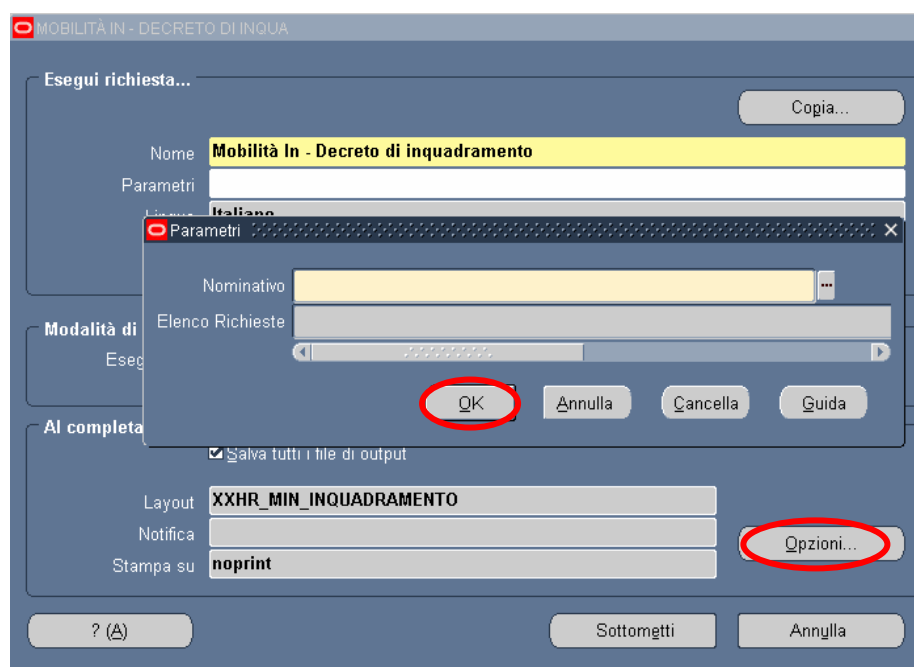 MOBILITÀ IN - DECRETO DI INQUA
Esegui richiesta...
Copia...
Nome Mobilità In - Decreto di inquadramento
Parametri
Italiano
Parametri
Nominativo ...
Elenco Richieste
Modalità di
Eseg
OK Annulla Cancella Guida
Al completa
Salva tutti i file di output
Layout XXHR_MIN_INQUADRAMENTO
Notifica
Opzioni...
Stampa su noprint
? (A) Sottometti Annulla